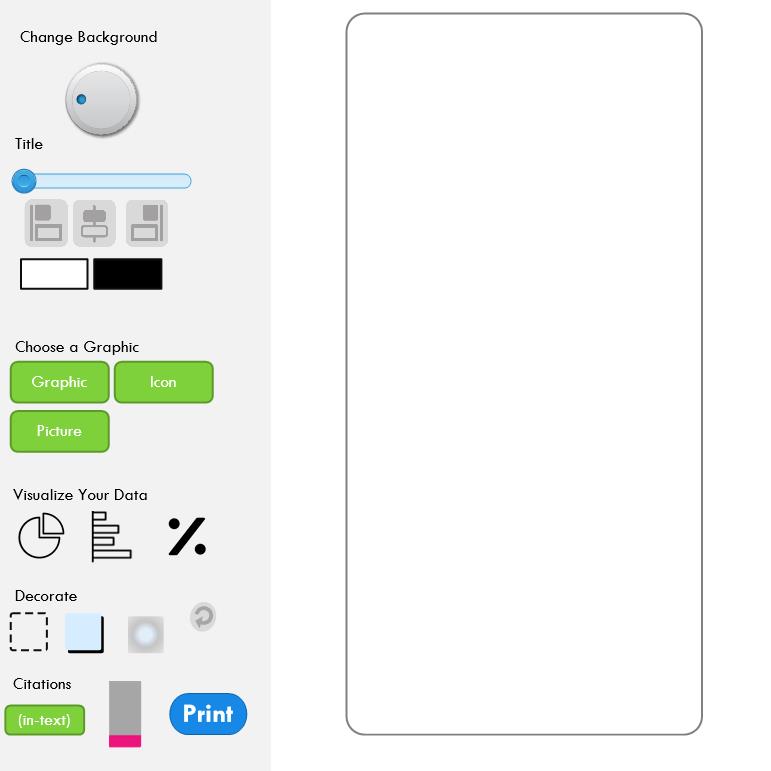 Change Background
Title
Choose a Graphic
Graphic Icon
Picture
Visualize Your Data
Decorate
Citations
(in-text)
Print